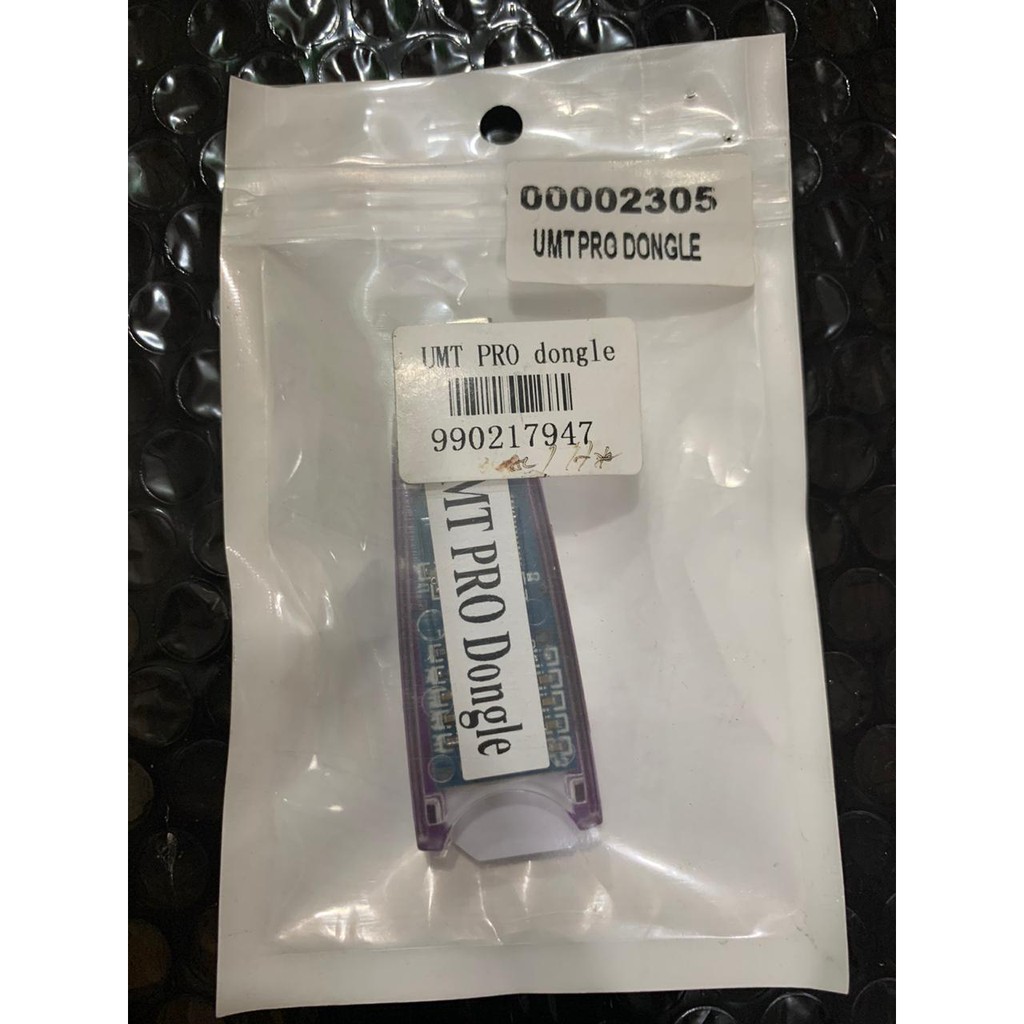 00002305
UMT PRO DONGLE
UMT PRO dongle
990217947
MT PRO Dongle